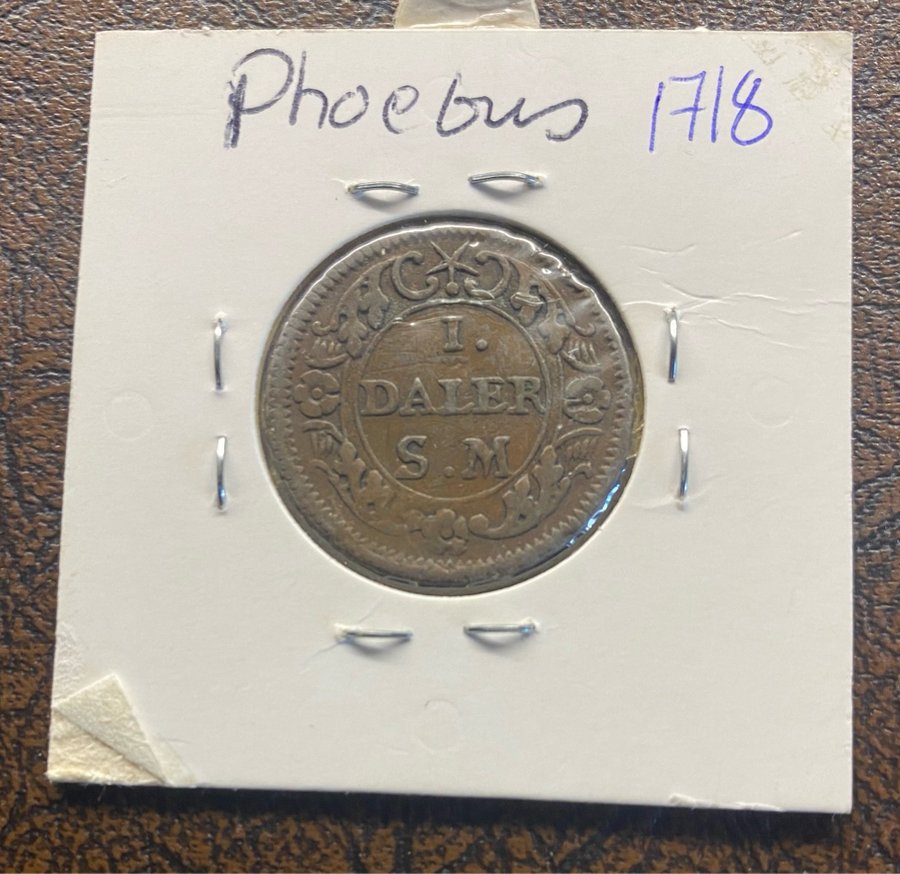 Phoebus 1718
I.
DALER
S.M